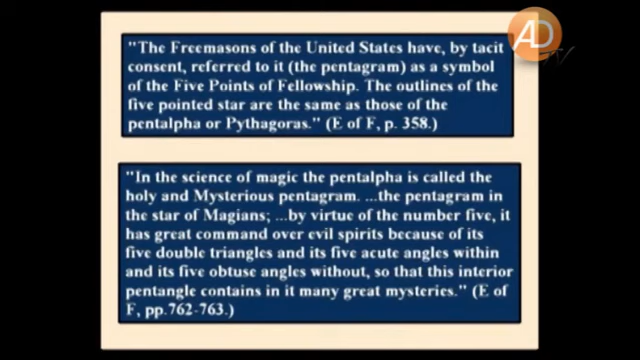 AD
TV
"The Freemasons of the United States have, by tacit
consent, referred to it (the pentagram) as a symbol
of the Five Points of Fellowship. The outlines of the
five pointed star are the same as those of the
pentalpha or Pythagoras." (E of F, p. 358.)
"In the science of magic the pentalpha is called the
holy and Mysterious pentagram. ...the pentagram in
the star of Magians; ...by virtue of the number five, it
has great command over evil spirits because of its
five double triangles and its five acute angles within
and its five obtuse angles without, so that this interior
pentangle contains in it many great mysteries." (E of
F, pp.762-763.)